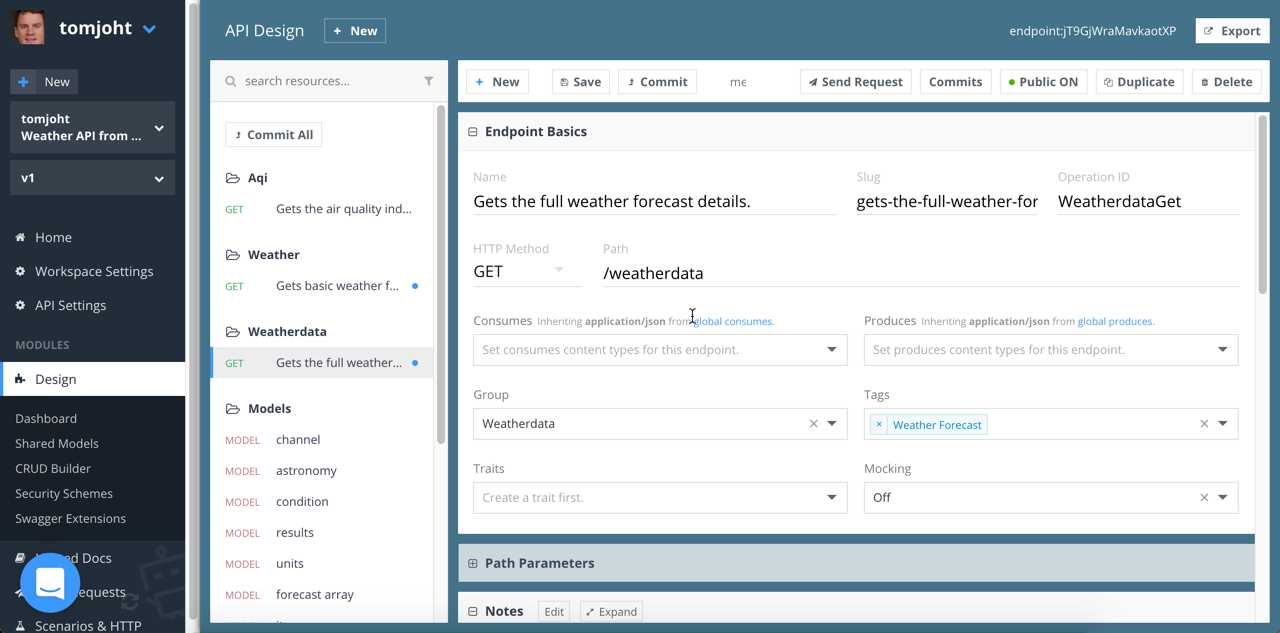 tomjoht
New
tomjoht
Weather API from ...
v1
Home
Workspace Settings
API Settings
MODULES
Design
Dashboard
Shared Models
CRUD Builder
Security Schemes
Swagger Extensions
Docs
equests
Scenarios & HTTP
API Design
+ New
endpoint:jT9GjWraMavkaotXP
Export
search resources...
Commit All
Aqi
GET Gets the air quality ind...
Weather
GET Gets basic weather f...
Weatherdata
GET Gets the full weather...
Models
MODEL channel
MODEL astronomy
MODEL condition
MODEL results
MODEL units
MODEL forecast array
+ New
Save
Commit
me
Send Request
Commits
Public ON
Duplicate
Delete
Endpoint Basics
Name
Gets the full weather forecast details.
Slug
gets-the-full-weather-for
Operation ID
WeatherdataGet
HTTP Method
GET
Path
/weatherdata
Consumes Inheriting application/json from global consumes.
Set consumes content types for this endpoint.
Produces Inheriting application/json from global produces.
Set produces content types for this endpoint.
Group
Weatherdata
Tags
× Weather Forecast
Traits
Create a trait first.
Mocking
Off
Path Parameters
Notes
Edit
Expand